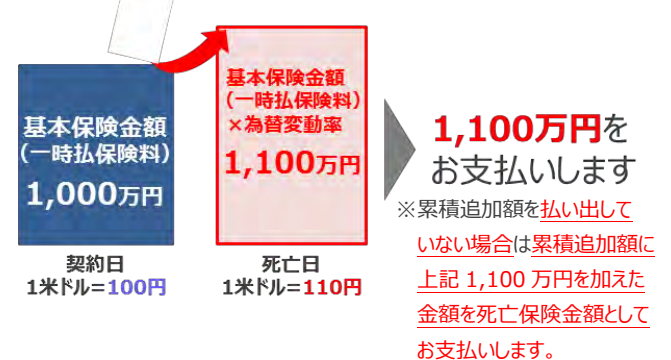 基本保険金額
（一時払保険料）
1,000万円
契約日
1米ドル＝100円
基本保険金額
（一時払保険料）
×為替変動率
1,100万円
死亡日
1米ドル＝110円
1,100万円を
お支払いします
※累積追加額を払い出して
いない場合は累積追加額に
上記 1,100 万円を加えた
金額を死亡保険金額として
お支払いします。